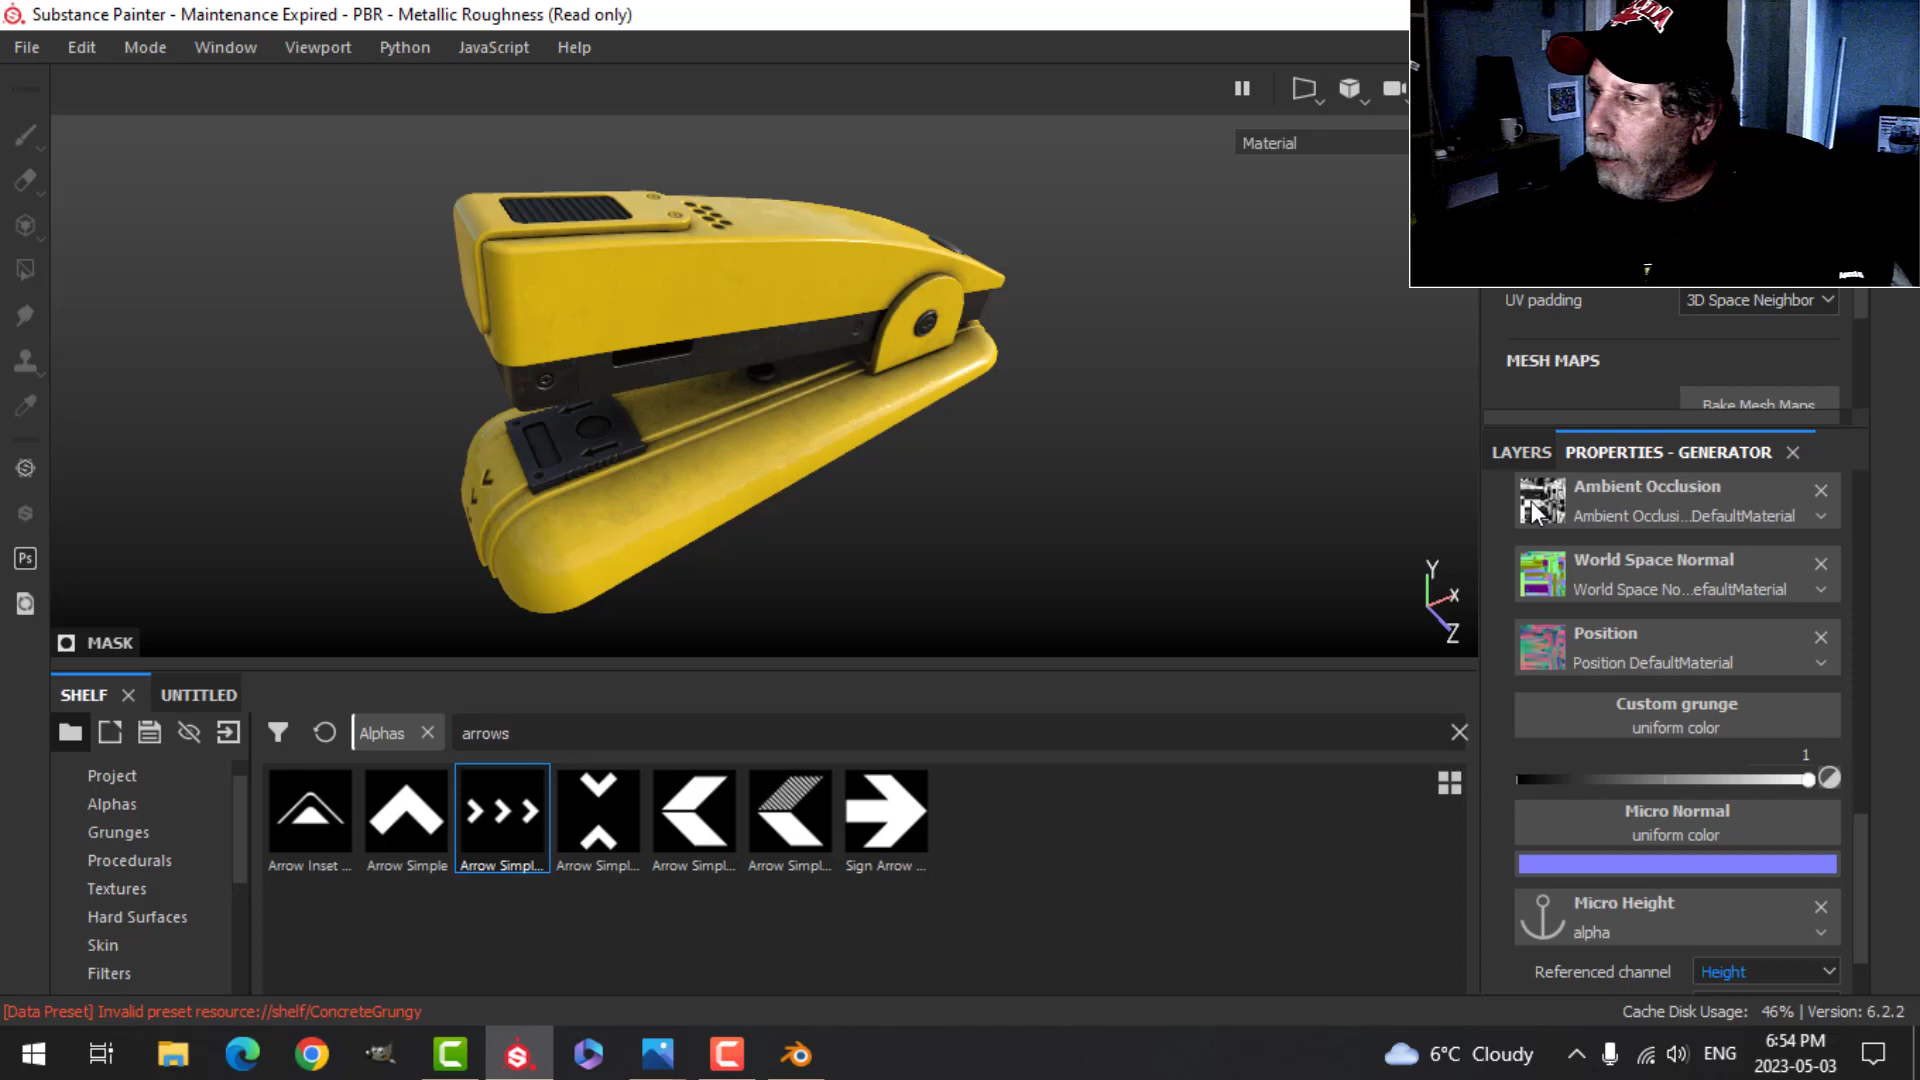 Substance Painter - Maintenance Expired - PBR - Metallic Roughness (Read only)
File Edit Mode Window Viewport Python JavaScript Help
Material
UV padding 3D Space Neighbor
MESH MAPS
Bake Mesh Maps
LAYERS PROPERTIES - GENERATOR
Ambient Occlusion
Ambient Occlusi...DefaultMaterial
World Space Normal
World Space No...efaultMaterial
Position
Position DefaultMaterial
Custom grunge
uniform color
1
Micro Normal
uniform color
Micro Height
alpha
Referenced channel Height
Y
X
Z
Ps
MASK
SHELF UNTITLED
Alphas arrows
Project
Alphas
Grunges
Procedurals
Textures
Hard Surfaces
Skin
Filters
Arrow Inset ... Arrow Simple Arrow Simpl... Arrow Simpl... Arrow Simpl... Arrow Simpl... Sign Arrow ...
[Data Preset] Invalid preset resource://shelf/ConcreteGrungy
Cache Disk Usage: 46% | Version: 6.2.2
6°C Cloudy ENG 6:54 PM
2023-05-03